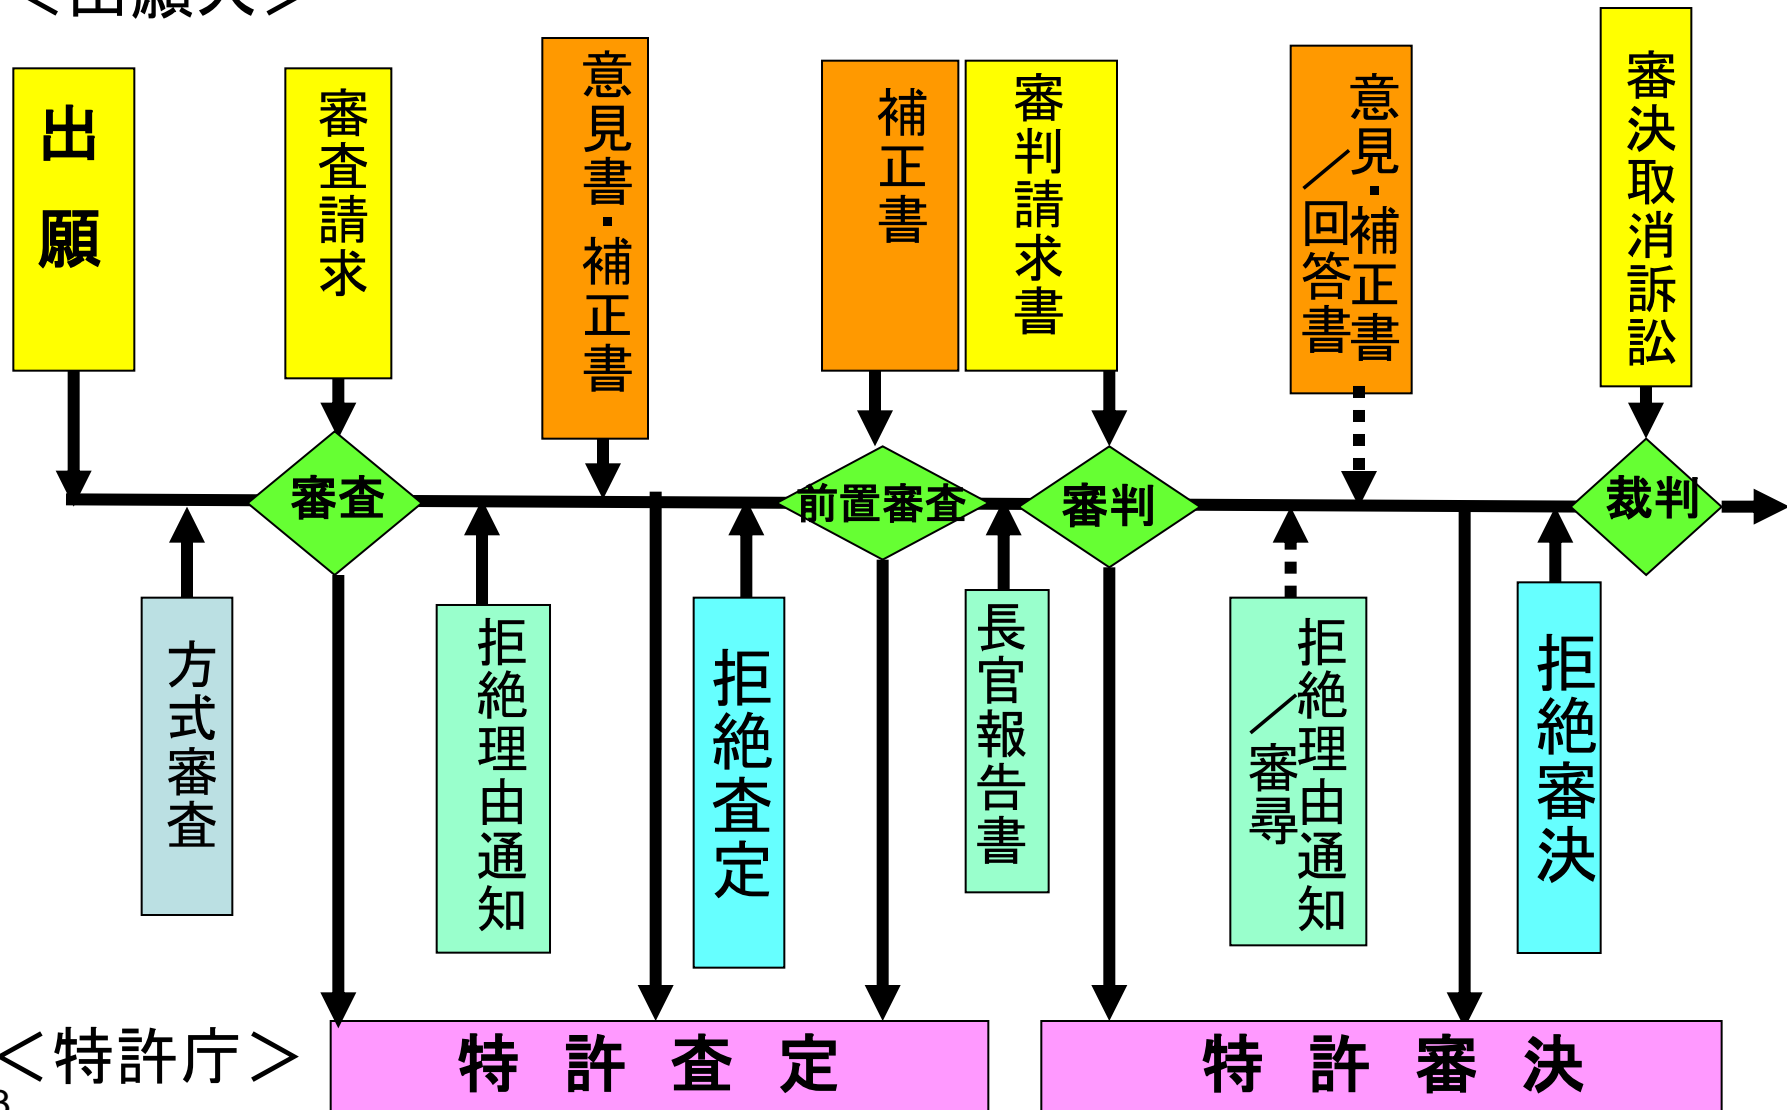 ＜出願人＞
出願
審査請求
意見書・補正書
補正書
審判請求書
意見・補正書
／回答書
審決取消訴訟
審査
前置審査
審判
裁判
方式審査
拒絶理由通知
拒絶査定
長官報告書
拒絶理由通知
／審尋
拒絶審決
＜特許庁＞
特許査定
特許審決
3